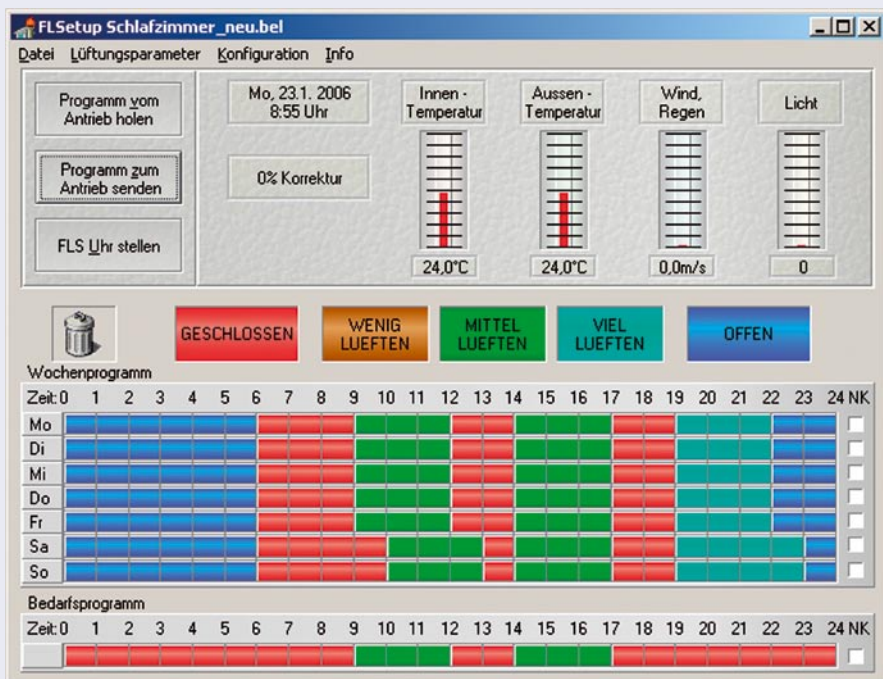 FLSetup Schlafzimmer_neu.bel
Datei Lüftungsparameter Konfiguration Info
Programm vom
Antrieb holen
Programm zum
Antrieb senden
FLS Uhr stellen
Mo, 23.1. 2006
8:55 Uhr
0% Korrektur
Innen -
Temperatur
24,0°C
Aussen -
Temperatur
24,0°C
Wind,
Regen
0,0m/s
Licht
0
GESCHLOSSEN
WENIG
LUEFTEN
MITTEL
LUEFTEN
VIEL
LUEFTEN
OFFEN
Wochenprogramm
Zeit: 0 1 2 3 4 5 6 7 8 9 10 11 12 13 14 15 16 17 18 19 20 21 22 23 24 NK
Mo
Di
Mi
Do
Fr
Sa
So
Bedarfsprogramm
Zeit: 0 1 2 3 4 5 6 7 8 9 10 11 12 13 14 15 16 17 18 19 20 21 22 23 24 NK